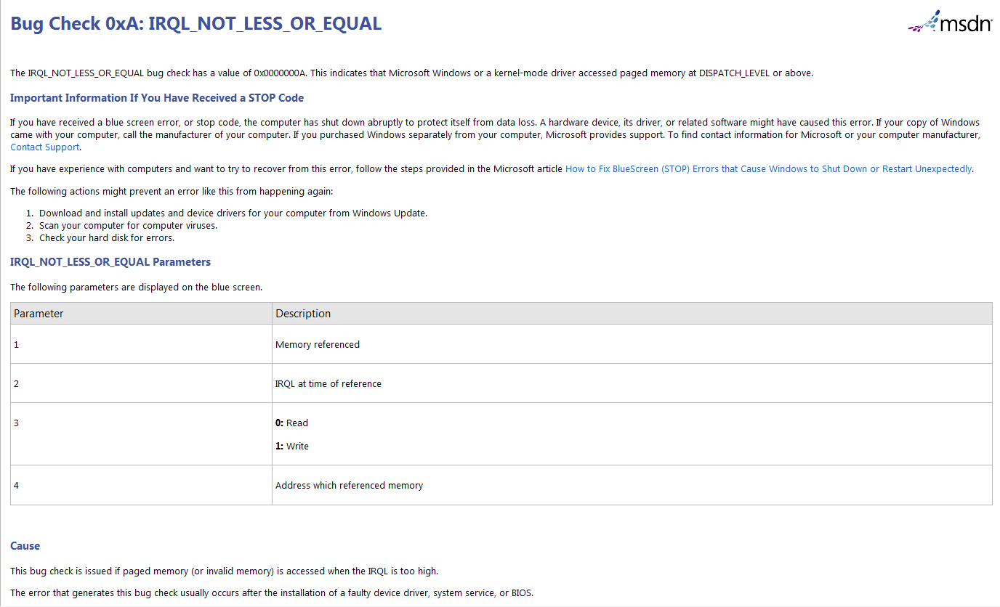 Bug Check 0xA: IRQL_NOT_LESS_OR_EQUAL
msdn
The IRQL_NOT_LESS_OR_EQUAL bug check has a value of 0x0000000A. This indicates that Microsoft Windows or a kernel-mode driver accessed paged memory at DISPATCH_LEVEL or above.
Important Information If You Have Received a STOP Code
If you have received a blue screen error, or stop code, the computer has shut down abruptly to protect itself from data loss. A hardware device, its driver, or related software might have caused this error. If your copy of Windows
came with your computer, call the manufacturer of your computer. If you purchased Windows separately from your computer, Microsoft provides support. To find contact information for Microsoft or your computer manufacturer,
Contact Support.
If you have experience with computers and want to try to recover from this error, follow the steps provided in the Microsoft article How to Fix BlueScreen (STOP) Errors that Cause Windows to Shut Down or Restart Unexpectedly.
The following actions might prevent an error like this from happening again:
1. Download and install updates and device drivers for your computer from Windows Update.
2. Scan your computer for computer viruses.
3. Check your hard disk for errors.
IRQL_NOT_LESS_OR_EQUAL Parameters
The following parameters are displayed on the blue screen.
Parameter Description
1 Memory referenced
2 IRQL at time of reference
3 0: Read
1: Write
4 Address which referenced memory
Cause
This bug check is issued if paged memory (or invalid memory) is accessed when the IRQL is too high.
The error that generates this bug check usually occurs after the installation of a faulty device driver, system service, or BIOS.